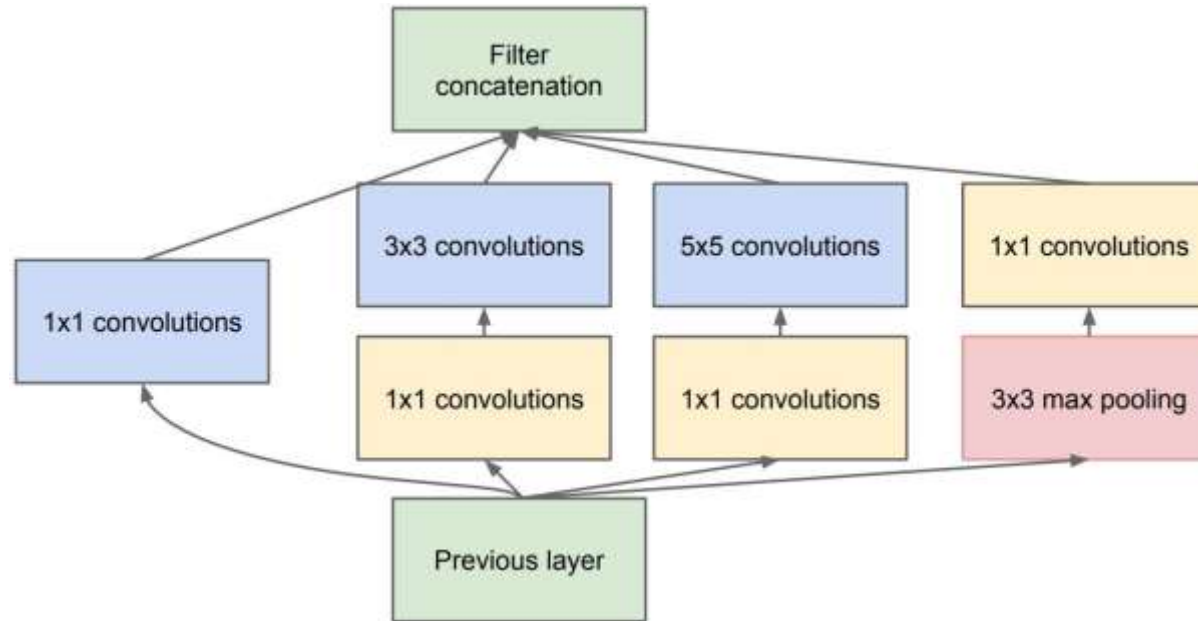 Filter
concatenation
3x3 convolutions
5x5 convolutions
1x1 convolutions
1x1 convolutions
1x1 convolutions
1x1 convolutions
3x3 max pooling
Previous layer